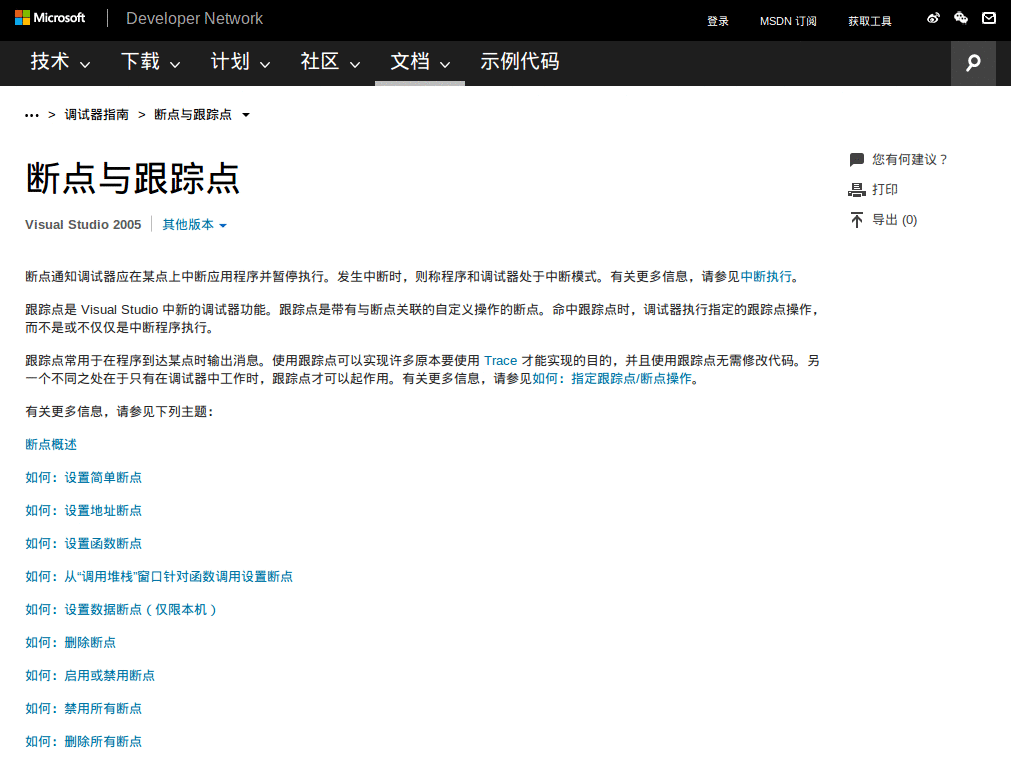 Microsoft Developer Network 登录 MSDN 订阅 获取工具
技术 下载 计划 社区 文档 示例代码
••• > 调试器指南 > 断点与跟踪点
断点与跟踪点
Visual Studio 2005 其他版本
您有何建议?
打印
导出 (0)
断点通知调试器应在某点上中断应用程序并暂停执行。发生中断时，则称程序和调试器处于中断模式。有关更多信息，请参见中断执行。
跟踪点是 Visual Studio 中新的调试器功能。跟踪点是带有与断点关联的自定义操作的断点。命中跟踪点时，调试器执行指定的跟踪点操作，
而不是或不仅仅是中断程序执行。
跟踪点常用于在程序到达某点时输出消息。使用跟踪点可以实现许多原本要使用 Trace 才能实现的目的，并且使用跟踪点无需修改代码。另
一个不同之处在于只有在调试器中工作时，跟踪点才可以起作用。有关更多信息，请参见如何：指定跟踪点/断点操作。
有关更多信息，请参见下列主题：
断点概述
如何：设置简单断点
如何：设置地址断点
如何：设置函数断点
如何：从“调用堆栈”窗口针对函数调用设置断点
如何：设置数据断点（仅限本机）
如何：删除断点
如何：启用或禁用断点
如何：禁用所有断点
如何：删除所有断点